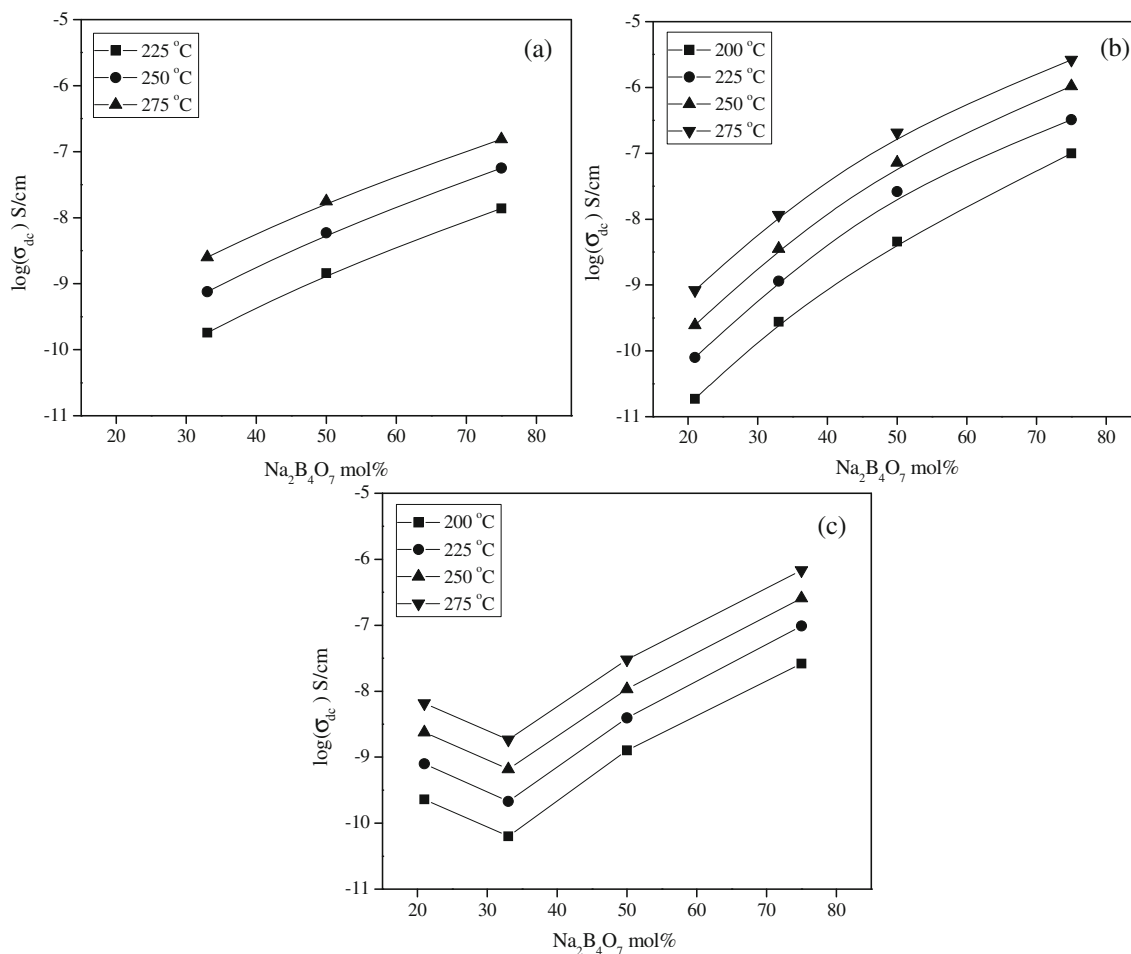 (a)
225 °C
250 °C
275 °C
-5
-6
-7
-8
-9
-10
-11
log(σdc) S/cm
20 30 40 50 60 70 80
Na2B4O7 mol%
(b)
200 °C
225 °C
250 °C
275 °C
-5
-6
-7
-8
-9
-10
-11
log(σdc) S/cm
20 30 40 50 60 70 80
Na2B4O7 mol%
(c)
200 °C
225 °C
250 °C
275 °C
-5
-6
-7
-8
-9
-10
-11
log(σdc) S/cm
20 30 40 50 60 70 80
Na2B4O7 mol%